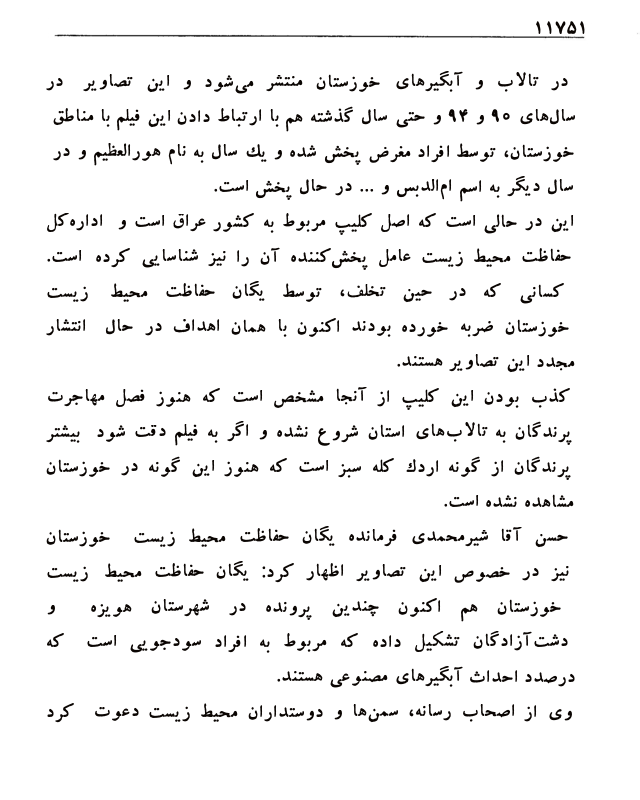 ۱۱۷۵۱
در تالاب و آبگیرهای خوزستان منتشر می‌شود و این تصاویر در
سال‌های ۹۵ و ۹۴ و حتی سال گذشته هم با ارتباط دادن این فیلم با مناطق
خوزستان، توسط افراد مغرض پخش شده و یك سال به نام هورالعظیم و در
سال دیگر به اسم ام‌الدبس و ... در حال پخش است.
این در حالی است که اصل کلیپ مربوط به کشور عراق است و اداره‌کل
حفاظت محیط زیست عامل پخش‌کننده آن را نیز شناسایی کرده است.
کسانی که در حین تخلف، توسط یگان حفاظت محیط زیست
خوزستان ضربه خورده بودند اکنون با همان اهداف در حال انتشار
مجدد این تصاویر هستند.
کذب بودن این کلیپ از آنجا مشخص است که هنوز فصل مهاجرت
پرندگان به تالاب‌های استان شروع نشده و اگر به فیلم دقت شود بیشتر
پرندگان از گونه اردك کله سبز است که هنوز این گونه در خوزستان
مشاهده نشده است.
حسن آقا شیرمحمدی فرمانده یگان حفاظت محیط زیست خوزستان
نیز در خصوص این تصاویر اظهار کرد: یگان حفاظت محیط زیست
خوزستان هم اکنون چندین پرونده در شهرستان هویزه و
دشت‌آزادگان تشکیل داده که مربوط به افراد سودجویی است که
درصدد احداث آبگیرهای مصنوعی هستند.
وی از اصحاب رسانه، سمن‌ها و دوستداران محیط زیست دعوت کرد